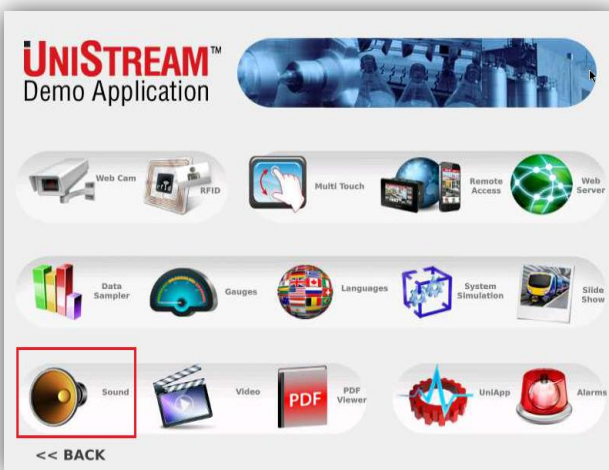 UNISTREAM™
Demo Application
Web Cam
RFID
rfid
Multi Touch
Remote
Access
Web
Server
Data
Sampler
Gauges
Languages
System
Simulation
Slide
Show
Sound
Video
PDF
PDF
Viewer
UniApp
Alarms
<< BACK